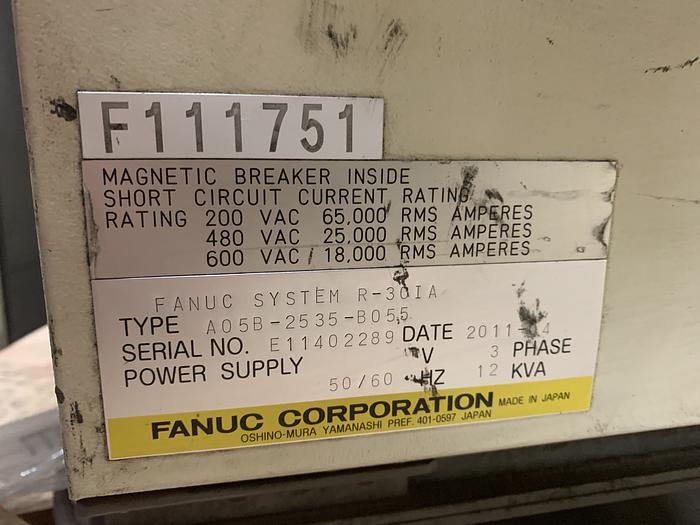 F111751
MAGNETIC BREAKER INSIDE
SHORT CIRCUIT CURRENT RATING
RATING 200 VAC 65,000 RMS AMPERES
480 VAC 25,000 RMS AMPERES
600 VAC 18,000 RMS AMPERES
FANUC SYSTEM R-30IA
TYPE A05B-2535-B055
SERIAL NO. E11402289 DATE 2011-04
POWER SUPPLY V 3 PHASE
50/60 HZ 12 KVA
FANUC CORPORATION MADE IN JAPAN
OSHINO-MURA YAMANASHI PREF. 401-0597 JAPAN